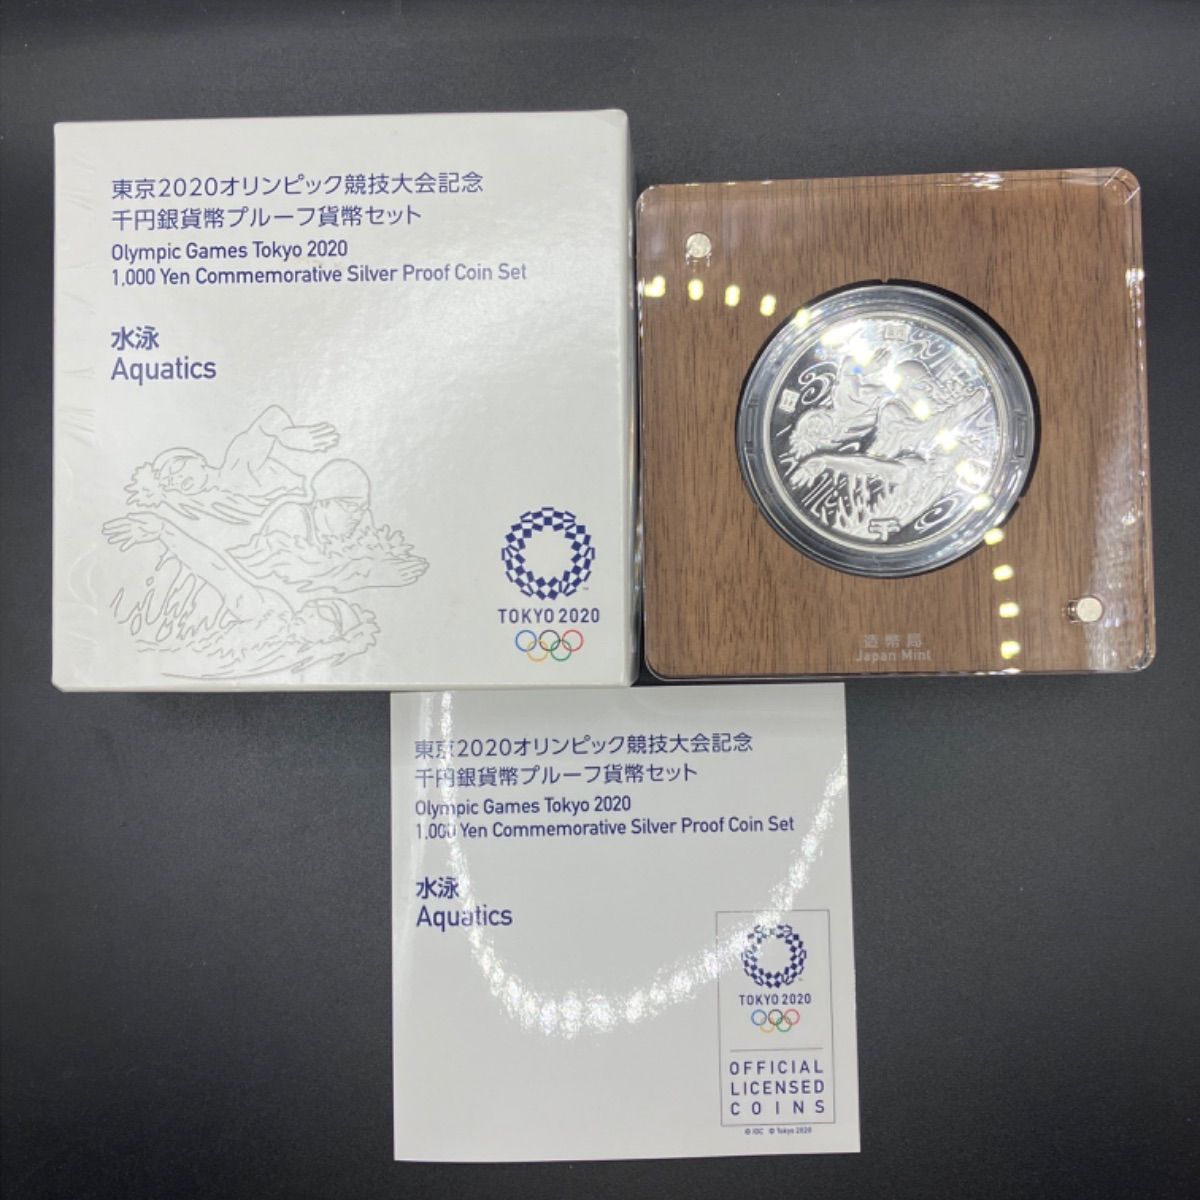 東京2020オリンピック競技大会記念
千円銀貨幣プルーフ貨幣セット
Olympic Games Tokyo 2020
1,000 Yen Commemorative Silver Proof Coin Set
水泳
Aquatics
TOKYO 2020
造幣局
Japan Mint
千
東京2020オリンピック競技大会記念
千円銀貨幣プルーフ貨幣セット
Olympic Games Tokyo 2020
1,000 Yen Commemorative Silver Proof Coin Set
水泳
Aquatics
TOKYO 2020
OFFICIAL
LICENSED
COINS
© IOC © Tokyo 2020